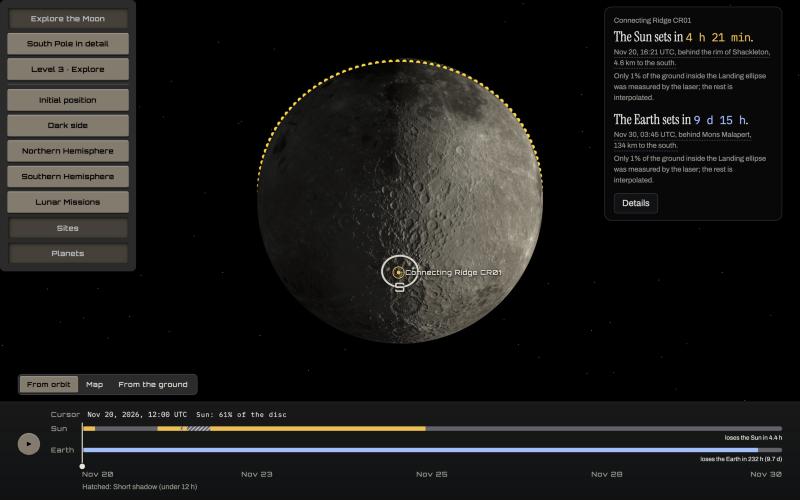 Explore the Moon
South Pole in detail
Level 3 - Explore
Initial position
Dark side
Northern Hemisphere
Southern Hemisphere
Lunar Missions
Sites
Planets
Connecting Ridge CR01
The Sun sets in 4 h 21 min.
Nov 20, 16:21 UTC, behind the rim of Shackleton,
4.6 km to the south.
Only 1% of the ground inside the Landing ellipse
was measured by the laser; the rest is
interpolated.
The Earth sets in 9 d 15 h.
Nov 30, 03:45 UTC, behind Mons Malapert,
134 km to the south.
Only 1% of the ground inside the Landing ellipse
was measured by the laser; the rest is
interpolated.
Details
Connecting Ridge CR01
S
From orbit
Map
From the ground
Cursor Nov 20, 2026, 12:00 UTC Sun: 61% of the disc
Sun
loses the Sun in 4.4 h
Earth
loses the Earth in 232 h (9.7 d)
Nov 20 Nov 23 Nov 25 Nov 28 Nov 30
Hatched: Short shadow (under 12 h)